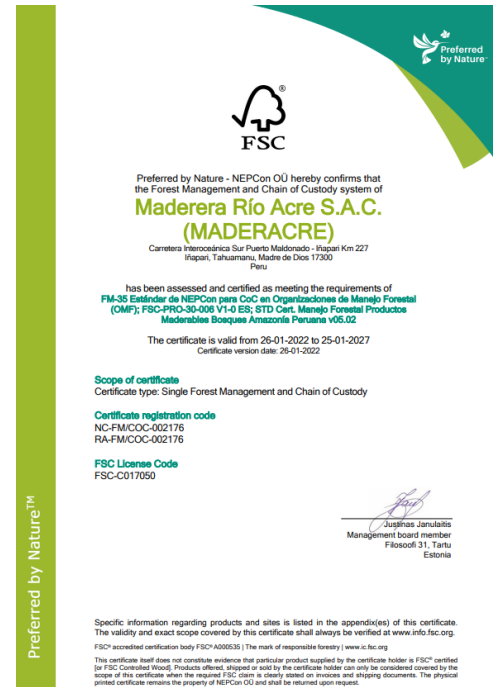 Preferred
by Nature™
®
FSC
Preferred by Nature - NEPCon OÜ hereby confirms that
the Forest Management and Chain of Custody system of
Maderera Río Acre S.A.C.
(MADERACRE)
Carretera Interoceánica Sur Puerto Maldonado - Iñapari Km 227
Iñapari, Tahuamanu, Madre de Dios 17300
Peru
has been assessed and certified as meeting the requirements of
FM-35 Estándar de NEPCon para CoC en Organizaciones de Manejo Forestal
(OMF); FSC-PRO-30-006 V1-0 ES; STD Cert. Manejo Forestal Productos
Maderables Bosques Amazonía Peruana v05.02
The certificate is valid from 26-01-2022 to 25-01-2027
Certificate version date: 26-01-2022
Scope of certificate
Certificate type: Single Forest Management and Chain of Custody
Certificate registration code
NC-FM/COC-002176
RA-FM/COC-002176
FSC License Code
FSC-C017050
Justinas Janulaitis
Management board member
Filosoofi 31, Tartu
Estonia
Specific information regarding products and sites is listed in the appendix(es) of this certificate.
The validity and exact scope covered by this certificate shall always be verified at www.info.fsc.org.
FSC® accredited certification body FSC® A000535 | The mark of responsible forestry | www.ic.fsc.org
This certificate itself does not constitute evidence that particular product supplied by the certificate holder is FSC® certified
[or FSC Controlled Wood]. Products offered, shipped or sold by the certificate holder can only be considered covered by the
scope of this certificate when the required FSC claim is clearly stated on invoices and shipping documents. The physical
printed certificate remains the property of NEPCon OÜ and shall be returned upon request.
Preferred by Nature™